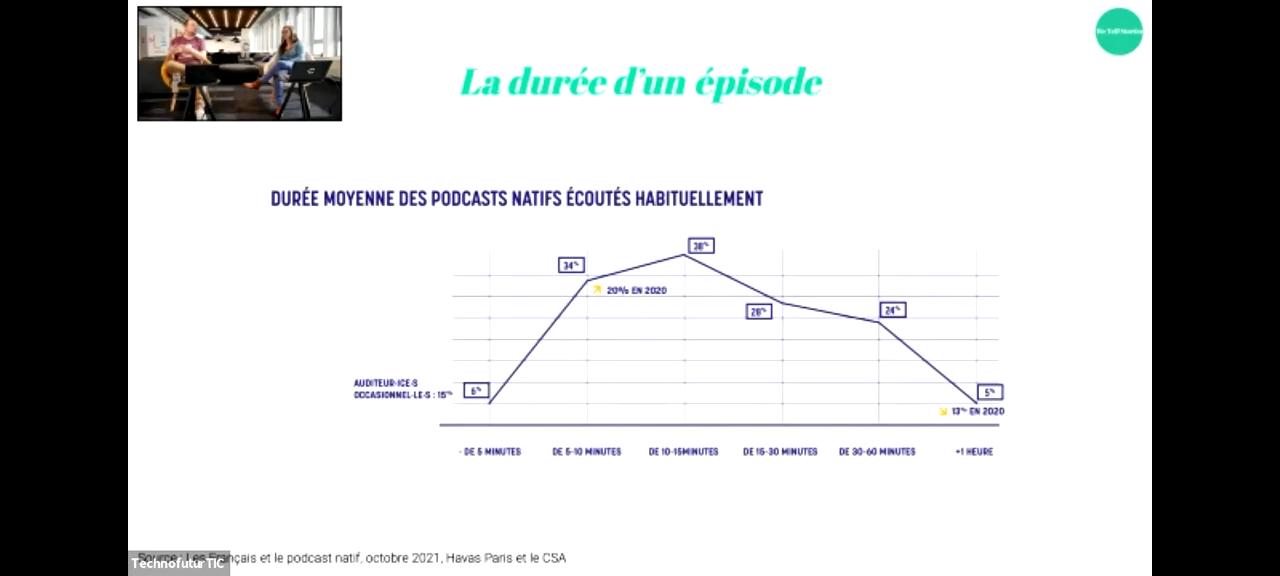 We Tell Stories
La durée d'un épisode
DURÉE MOYENNE DES PODCASTS NATIFS ÉCOUTÉS HABITUELLEMENT
38%
34%
20% EN 2020
28%
24%
AUDITEUR·ICE·S
OCCASIONNEL·LE·S : 15%
6%
5%
13% EN 2020
- DE 5 MINUTES
DE 5-10 MINUTES
DE 10-15MINUTES
DE 15-30 MINUTES
DE 30-60 MINUTES
+1 HEURE
Source : Les Français et le podcast natif, octobre 2021, Havas Paris et le CSA
Technofutur TIC